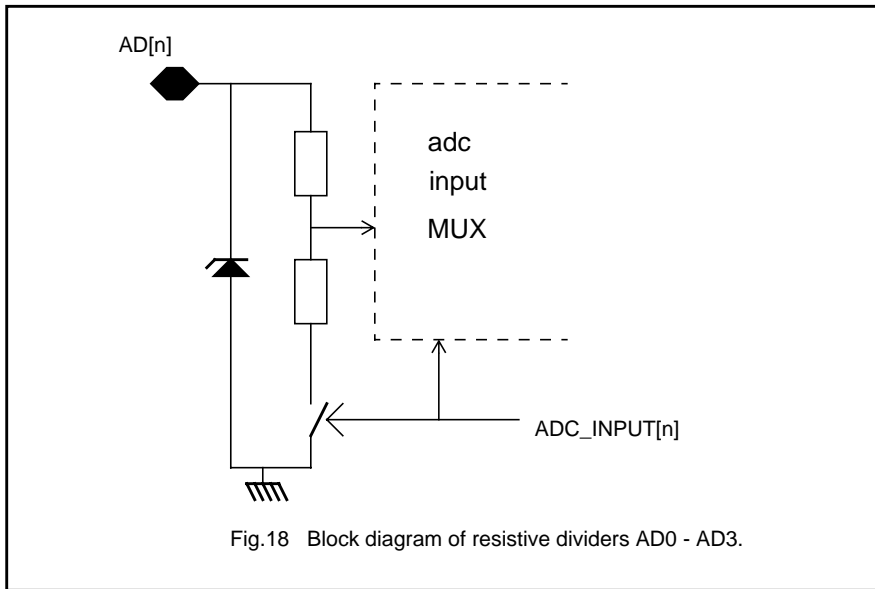 AD[n]
adc
input
MUX
ADC_INPUT[n]
Fig.18 Block diagram of resistive dividers AD0 - AD3.